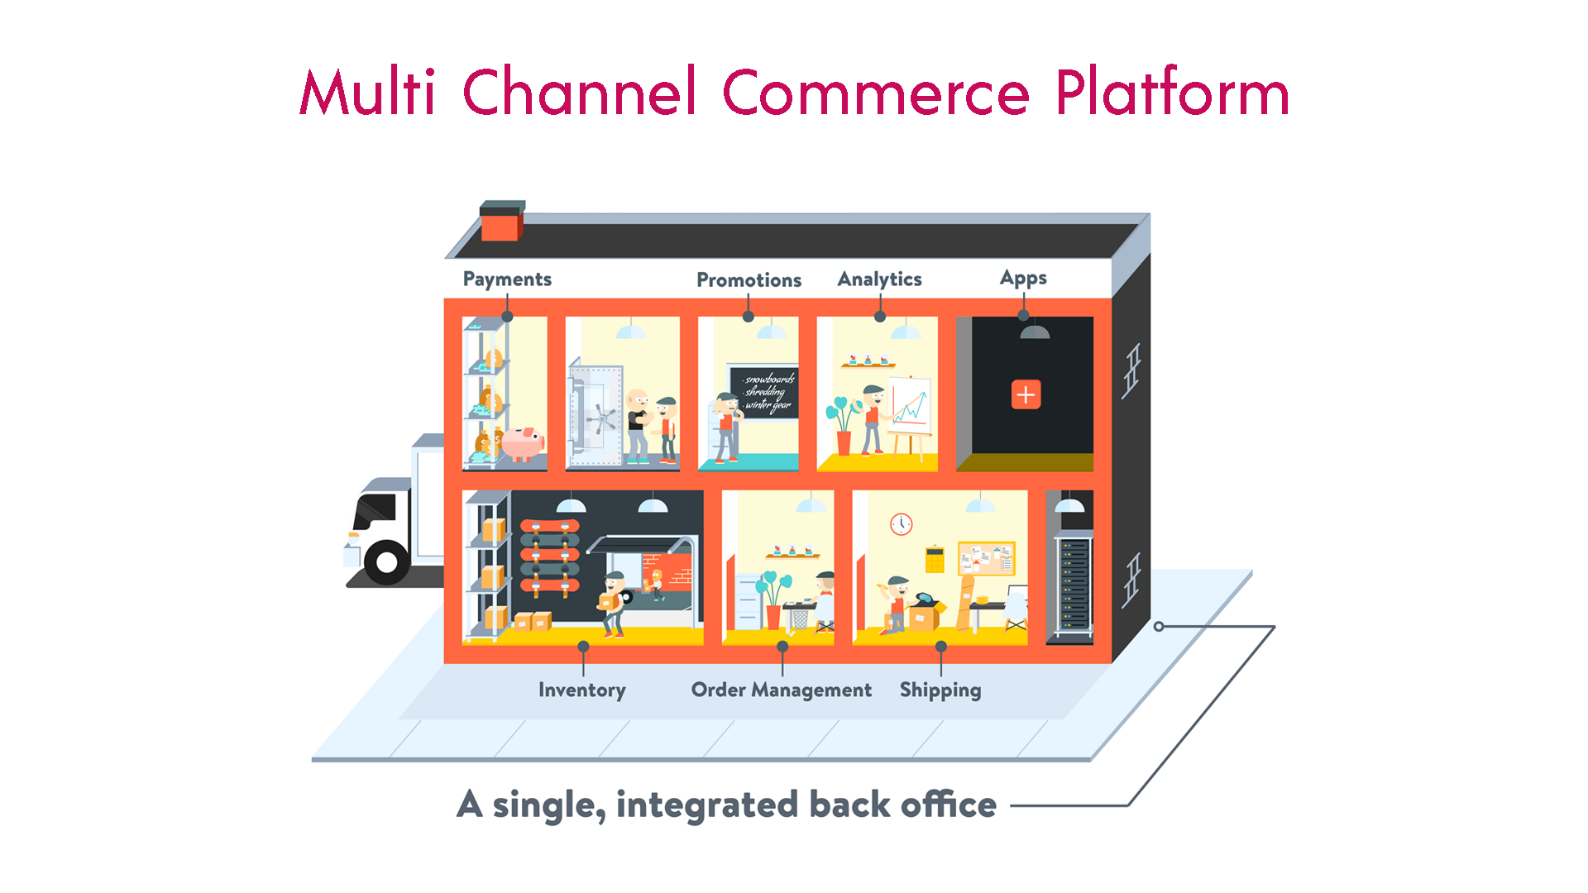 Multi Channel Commerce Platform
Payments
Promotions
Analytics
Apps
· snowboards
· shredding
· winter gear
Inventory
Order Management
Shipping
A single, integrated back office